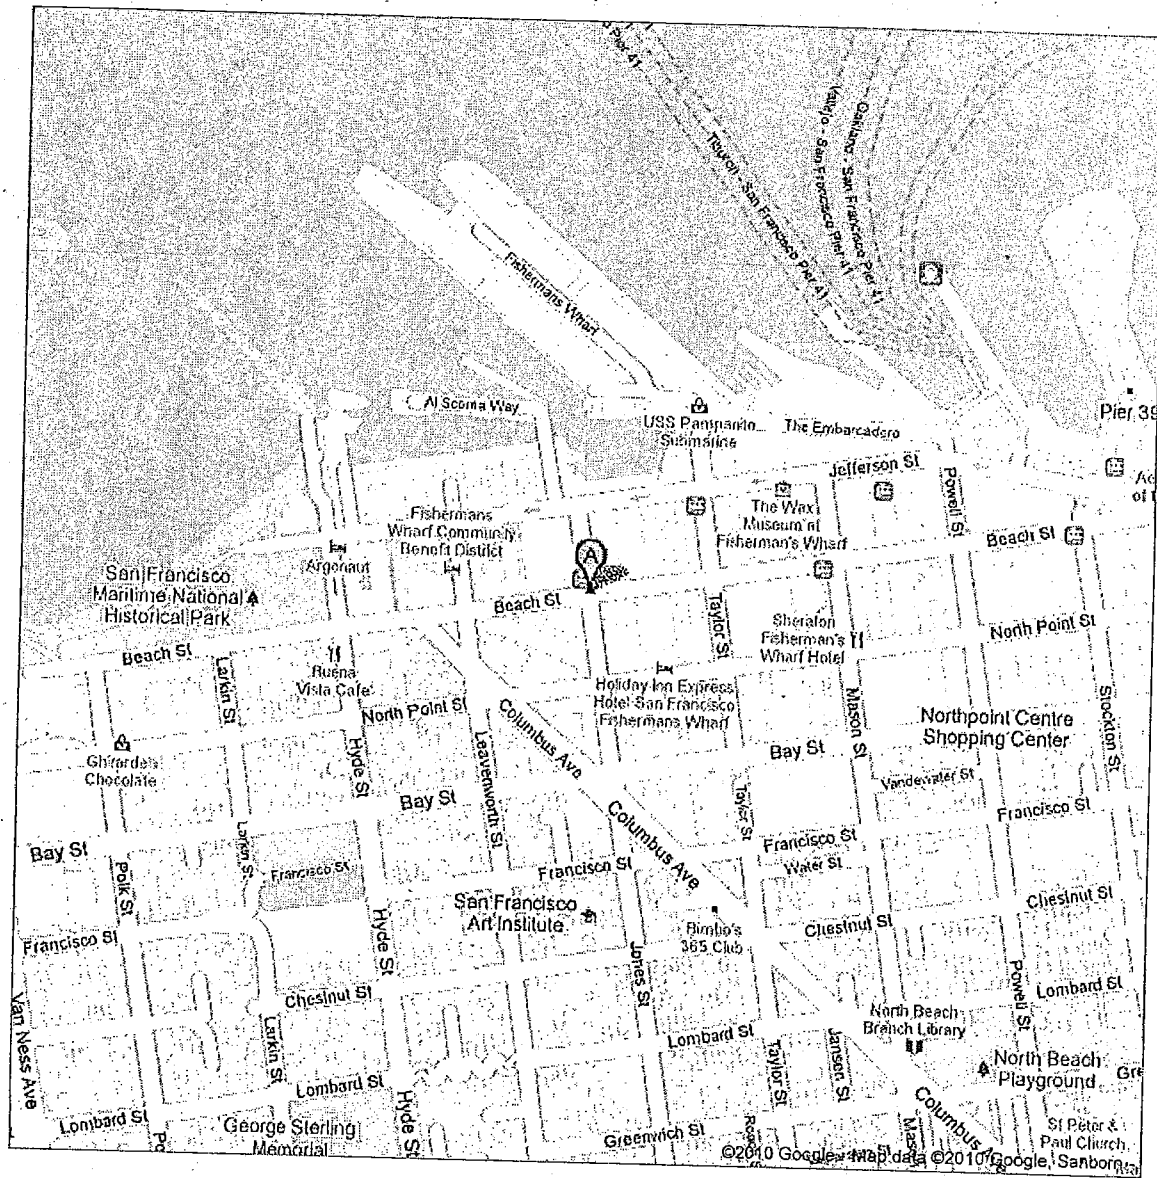 Pier 41
Tiburon - San Francisco Pier 41
Vallejo - San Francisco Pier 41
Oakland - San Francisco Pier 41
Fishermans Wharf
Al Scoma Way
USS Pampanito
Submarine
The Embarcadero
Pier 39
Jefferson St
Powell St
Fishermans
Wharf Community
Benefit District
The Wax
Museum of
Fisherman's Wharf
Beach St
Argonaut
A
San Francisco
Maritime National
Historical Park
Beach St
Taylor St
Sheraton
Fisherman's
Wharf Hotel
North Point St
Beach St
Larkin St
Buena
Vista Cafe
Holiday Inn Express
Hotel San Francisco
Fishermans Wharf
North Point St
Columbus Ave
Mason St
Northpoint Centre
Shopping Center
Stockton St
Ghirardelli
Chocolate
Hyde St
Leavenworth St
Bay St
Vandewater St
Bay St
Taylor St
Columbus Ave
Francisco St
Francisco St
Bay St
Larkin St
Francisco St
Francisco St
Water St
Polk St
San Francisco
Art Institute
Bimbo's
365 Club
Chestnut St
Chestnut St
Francisco St
Hyde St
Jones St
Powell St
Lombard St
Chestnut St
Van Ness Ave
Larkin St
Lombard St
North Beach
Branch Library
Taylor St
Jansen St
North Beach
Playground
Gre
Lombard St
Lombard St
Hyde St
Columbus Ave
George Sterling
Memorial
Greenwich St
St Peter &
Paul Church
©2010 Google - Map data ©2010 Google, Sanborn